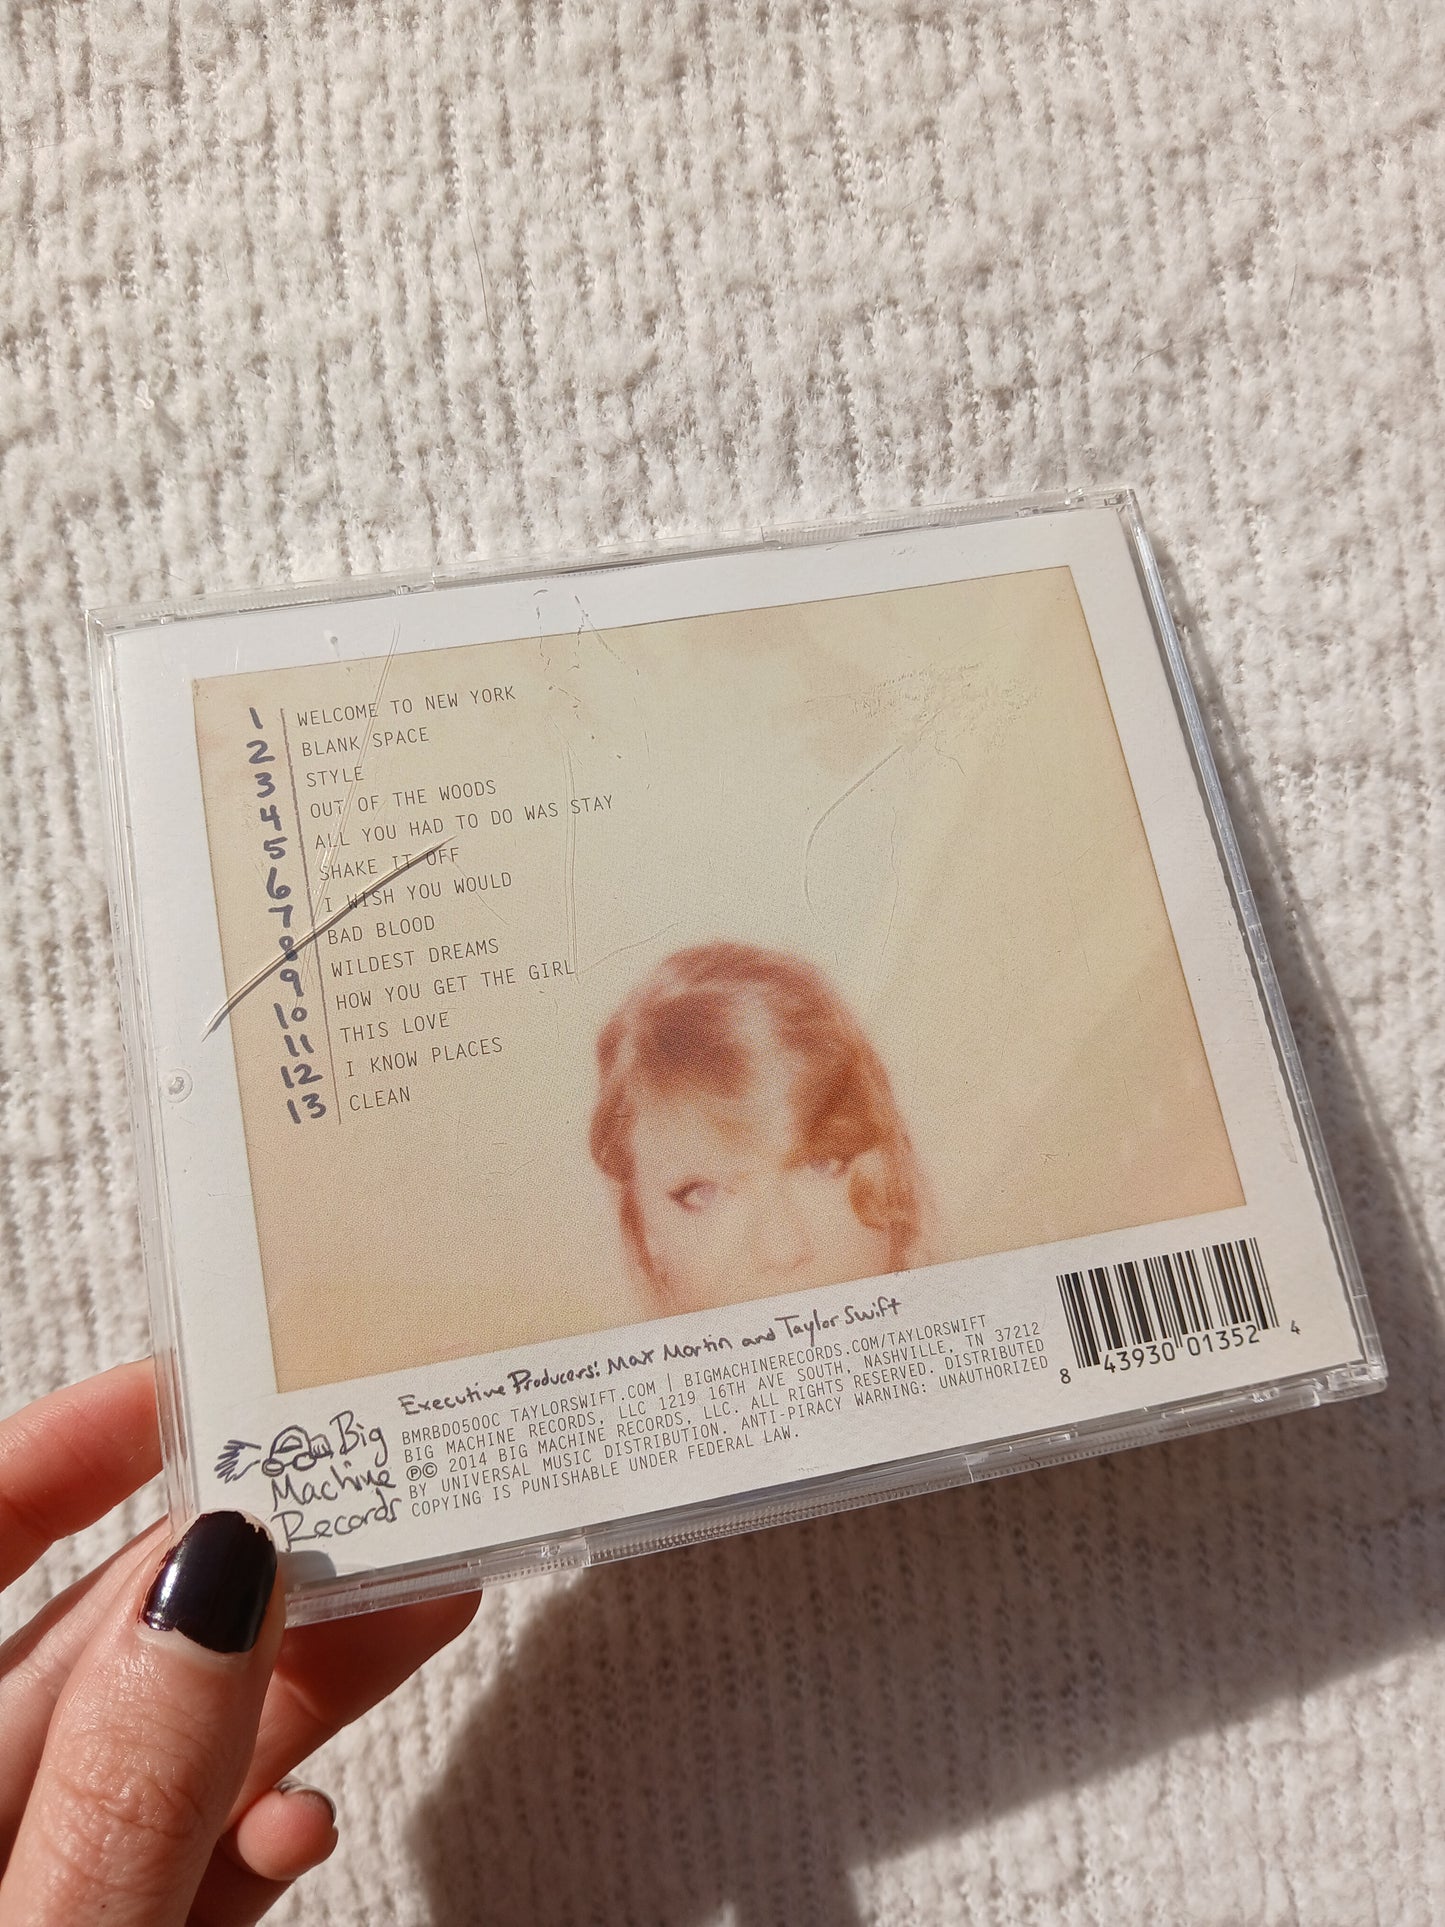 1 WELCOME TO NEW YORK
2 BLANK SPACE
3 STYLE
4 OUT OF THE WOODS
5 ALL YOU HAD TO DO WAS STAY
6 SHAKE IT OFF
7 I WISH YOU WOULD
8 BAD BLOOD
9 WILDEST DREAMS
10 HOW YOU GET THE GIRL
11 THIS LOVE
12 I KNOW PLACES
13 CLEAN
Executive Producers: Max Martin and Taylor Swift
BMRBD0500C TAYLORSWIFT.COM | BIGMACHINERECORDS.COM/TAYLORSWIFT
BIG MACHINE RECORDS, LLC 1219 16TH AVE SOUTH, NASHVILLE, TN 37212
℗© 2014 BIG MACHINE RECORDS, LLC. ALL RIGHTS RESERVED. DISTRIBUTED
BY UNIVERSAL MUSIC DISTRIBUTION. ANTI-PIRACY WARNING: UNAUTHORIZED
COPYING IS PUNISHABLE UNDER FEDERAL LAW.
Big
Machine
Records
8 43930 01352 4